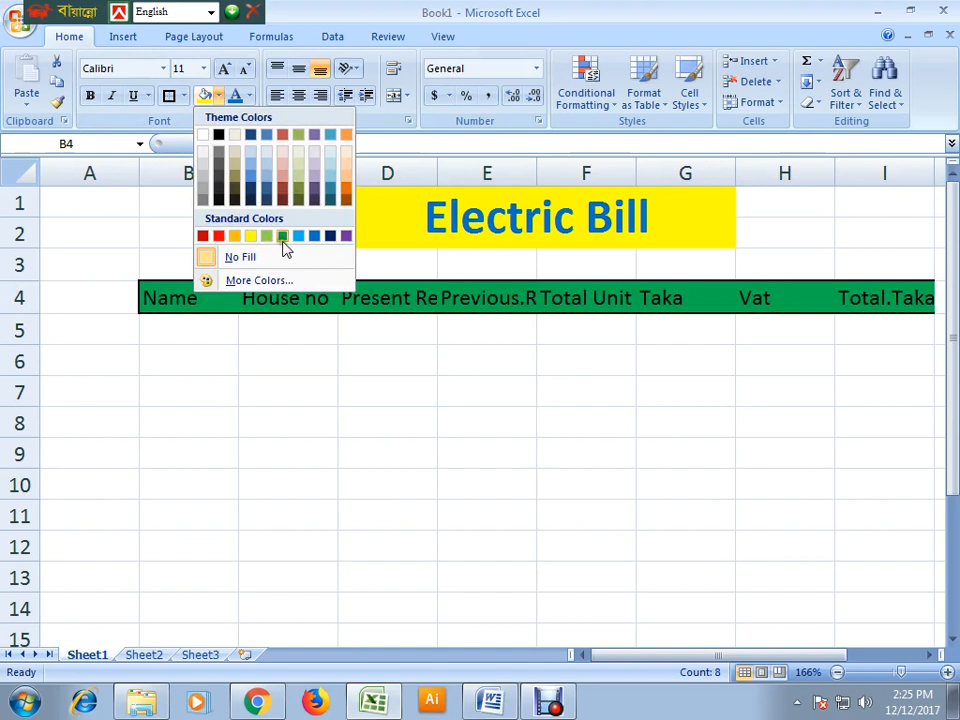 বায়ান্নো English
Book1 - Microsoft Excel
Home Insert Page Layout Formulas Data Review View
Paste
Calibri 11
B I U
A A
General
$ % ,
Conditional Formatting
Format as Table
Cell Styles
Insert
Delete
Format
Σ
Sort & Filter
Find & Select
Clipboard Font Number Styles Cells Editing
B4
Theme Colors
Standard Colors
No Fill
More Colors...
A B D E F G H I
1
2
3
4
5
6
7
8
9
10
11
12
13
14
15
Electric Bill
Name House no Present Re Previous.R Total Unit Taka Vat Total.Taka
Sheet1 Sheet2 Sheet3
Ready Count: 8 166%
Ai
2:25 PM
12/12/2017